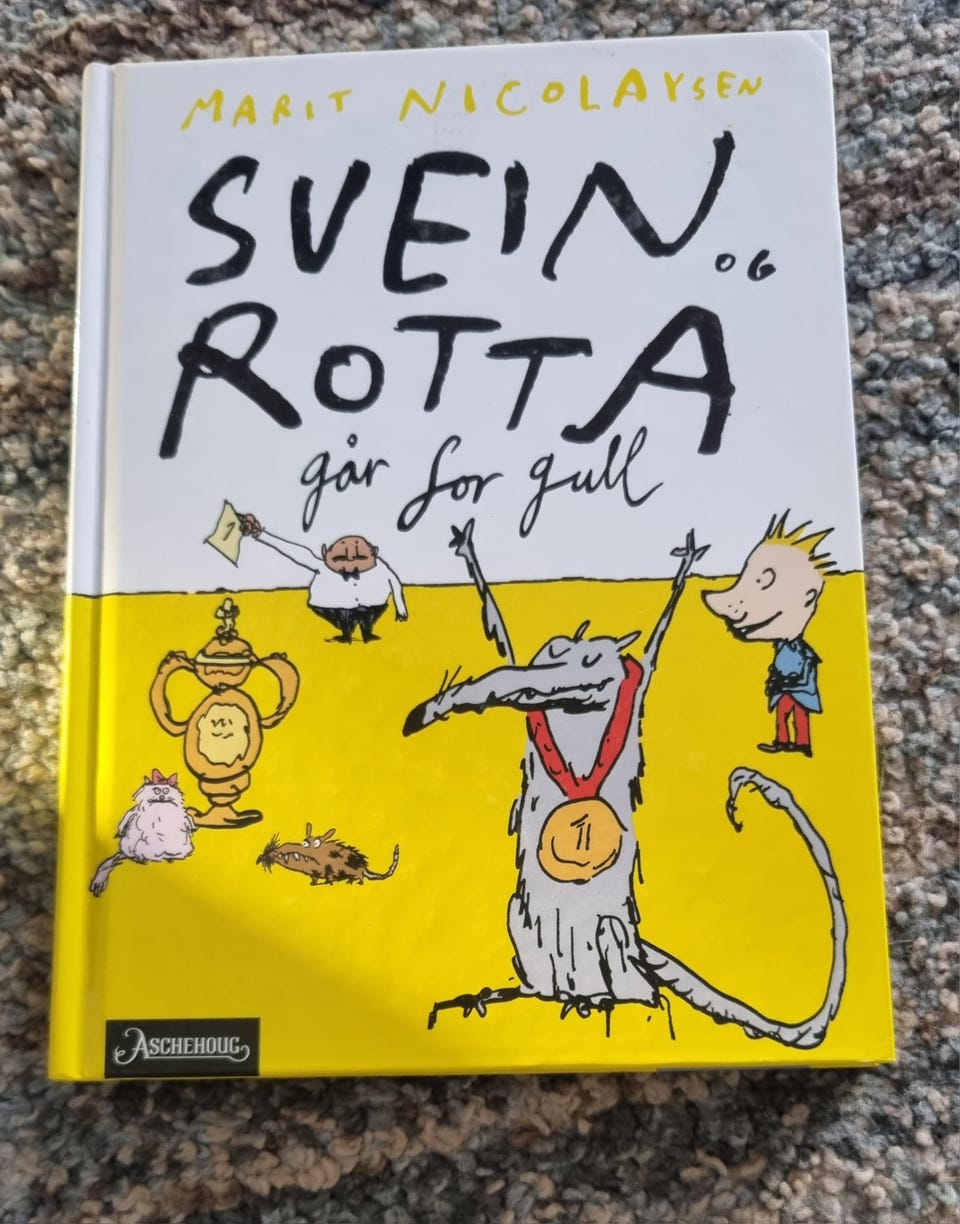 MARIT NICOLAYSEN
SVEIN OG
ROTTA
går for gull
1
1
ASCHEHOUG